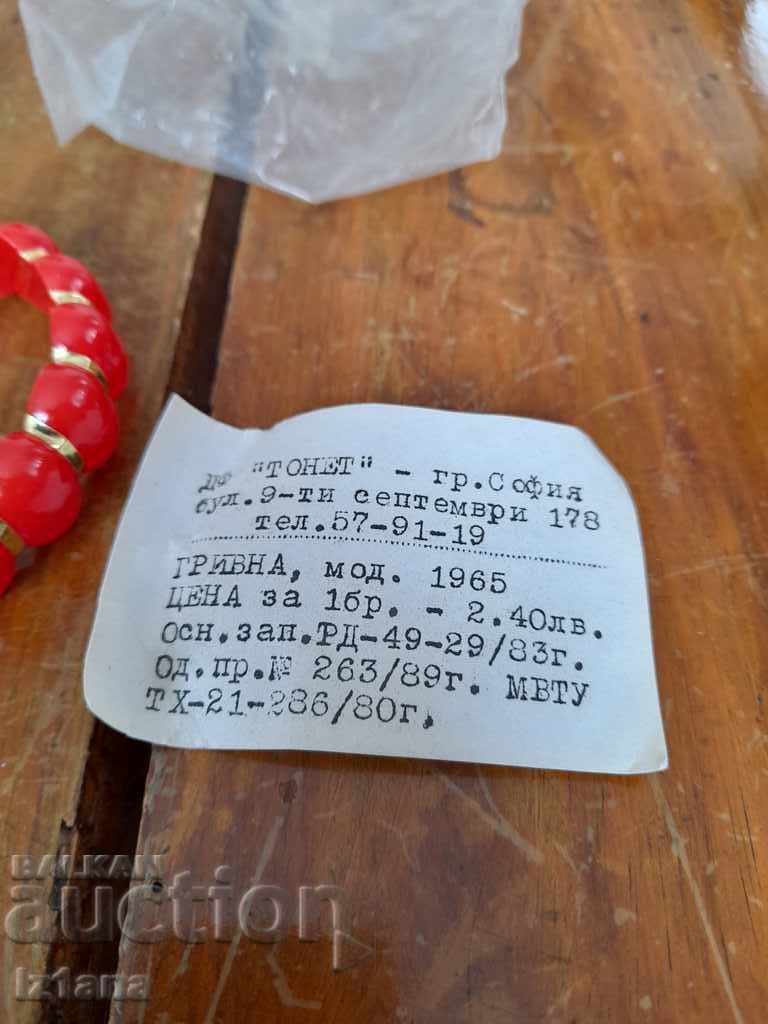 ДФ "ТОНЕТ" - гр.София
бул.9-ти септември 178
тел.57-91-19
ГРИВНА, мод. 1965
ЦЕНА за 1бр. - 2.40лв.
Осн.зап.РД-49-29/83г.
Од.пр.№ 263/89г. МВТУ
ТХ-21-286/80г.
BALKAN
auction
iz1ana